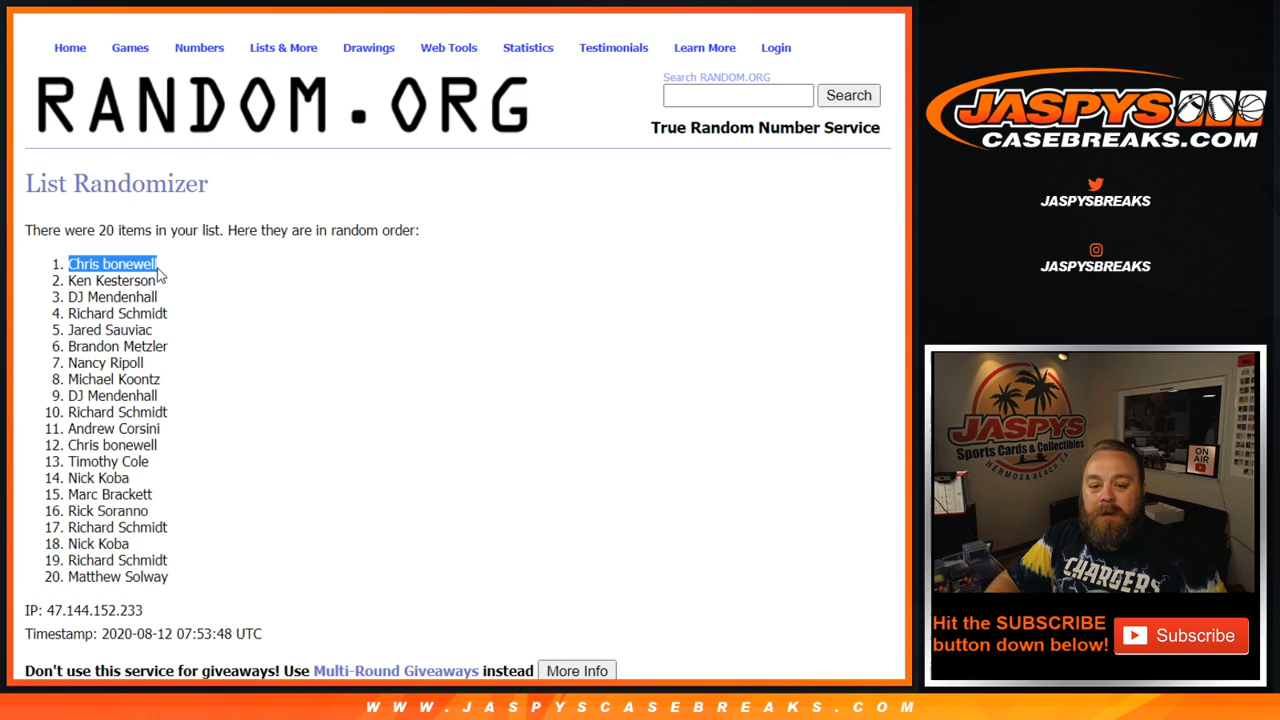 Home Games Numbers Lists & More Drawings Web Tools Statistics Testimonials Learn More Login
RANDOM.ORG
Search RANDOM.ORG
Search
True Random Number Service
List Randomizer
There were 20 items in your list. Here they are in random order:
1. Chris bonewell
2. Ken Kesterson
3. DJ Mendenhall
4. Richard Schmidt
5. Jared Sauviac
6. Brandon Metzler
7. Nancy Ripoll
8. Michael Koontz
9. DJ Mendenhall
10. Richard Schmidt
11. Andrew Corsini
12. Chris bonewell
13. Timothy Cole
14. Nick Koba
15. Marc Brackett
16. Rick Soranno
17. Richard Schmidt
18. Nick Koba
19. Richard Schmidt
20. Matthew Solway
IP: 47.144.152.233
Timestamp: 2020-08-12 07:53:48 UTC
Don't use this service for giveaways! Use Multi-Round Giveaways instead More Info
JASPYS
CASEBREAKS.COM
JASPYSBREAKS
JASPYSBREAKS
JASPYS
Sports Cards & Collectibles
HERMOSA BEACH, CA
ON AIR
CHARGERS
Hit the SUBSCRIBE
button down below!
Subscribe
WWW.JASPYSCASEBREAKS.COM